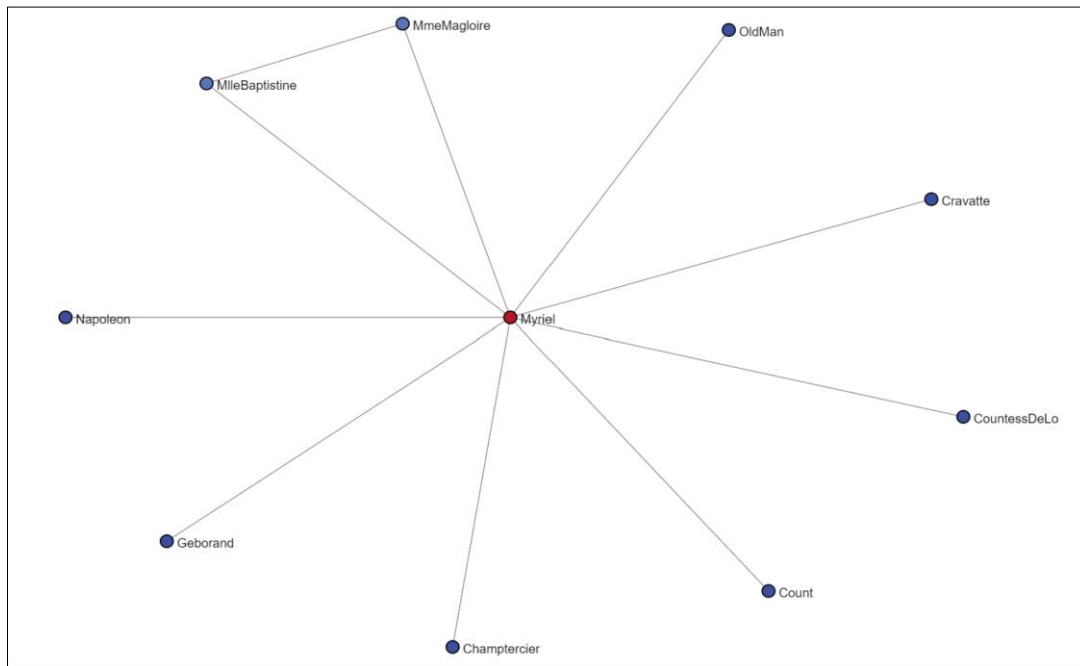 MmeMagloire
OldMan
MlleBaptistine
Cravatte
Napoleon
Myriel
CountessDeLo
Geborand
Count
Champtercier